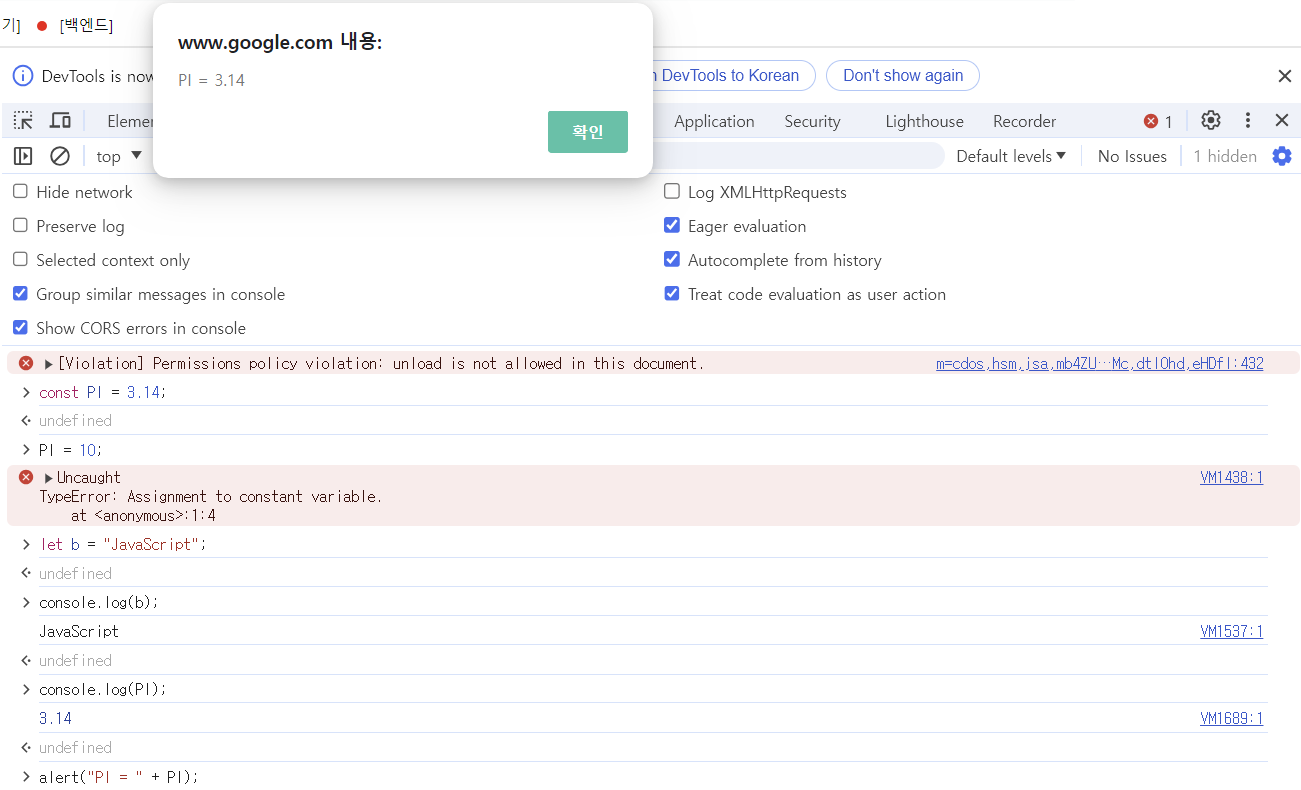 기]
[백엔드]
www.google.com 내용:
PI = 3.14
확인
DevTools is now
DevTools to Korean
Don't show again
Elemen
Application
Security
Lighthouse
Recorder
1
top
Default levels
No Issues
1 hidden
Hide network
Log XMLHttpRequests
Preserve log
Eager evaluation
Selected context only
Autocomplete from history
Group similar messages in console
Treat code evaluation as user action
Show CORS errors in console
[Violation] Permissions policy violation: unload is not allowed in this document.
m=cdos,hsm,jsa,mb4ZU…Mc,dtl0hd,eHDfl:432
const PI = 3.14;
undefined
PI = 10;
Uncaught
VM1438:1
TypeError: Assignment to constant variable.
at <anonymous>:1:4
let b = "JavaScript";
undefined
console.log(b);
JavaScript
VM1537:1
undefined
console.log(PI);
3.14
VM1689:1
undefined
alert("PI = " + PI);